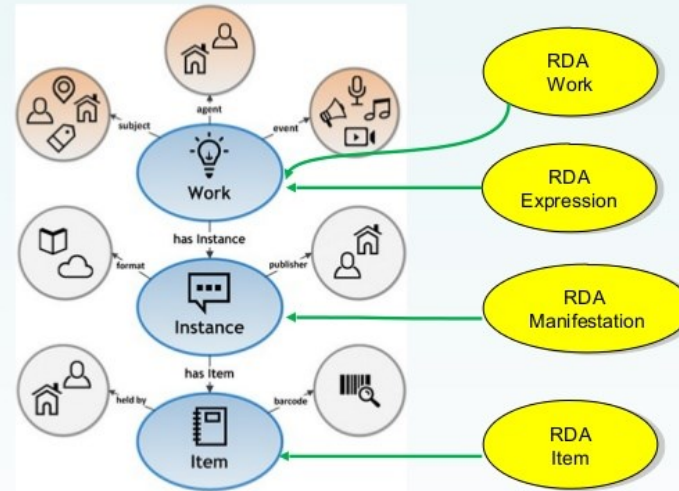 agent
subject
event
Work
has Instance
format
publisher
Instance
has Item
held by
barcode
Item
RDA
Work
RDA
Expression
RDA
Manifestation
RDA
Item